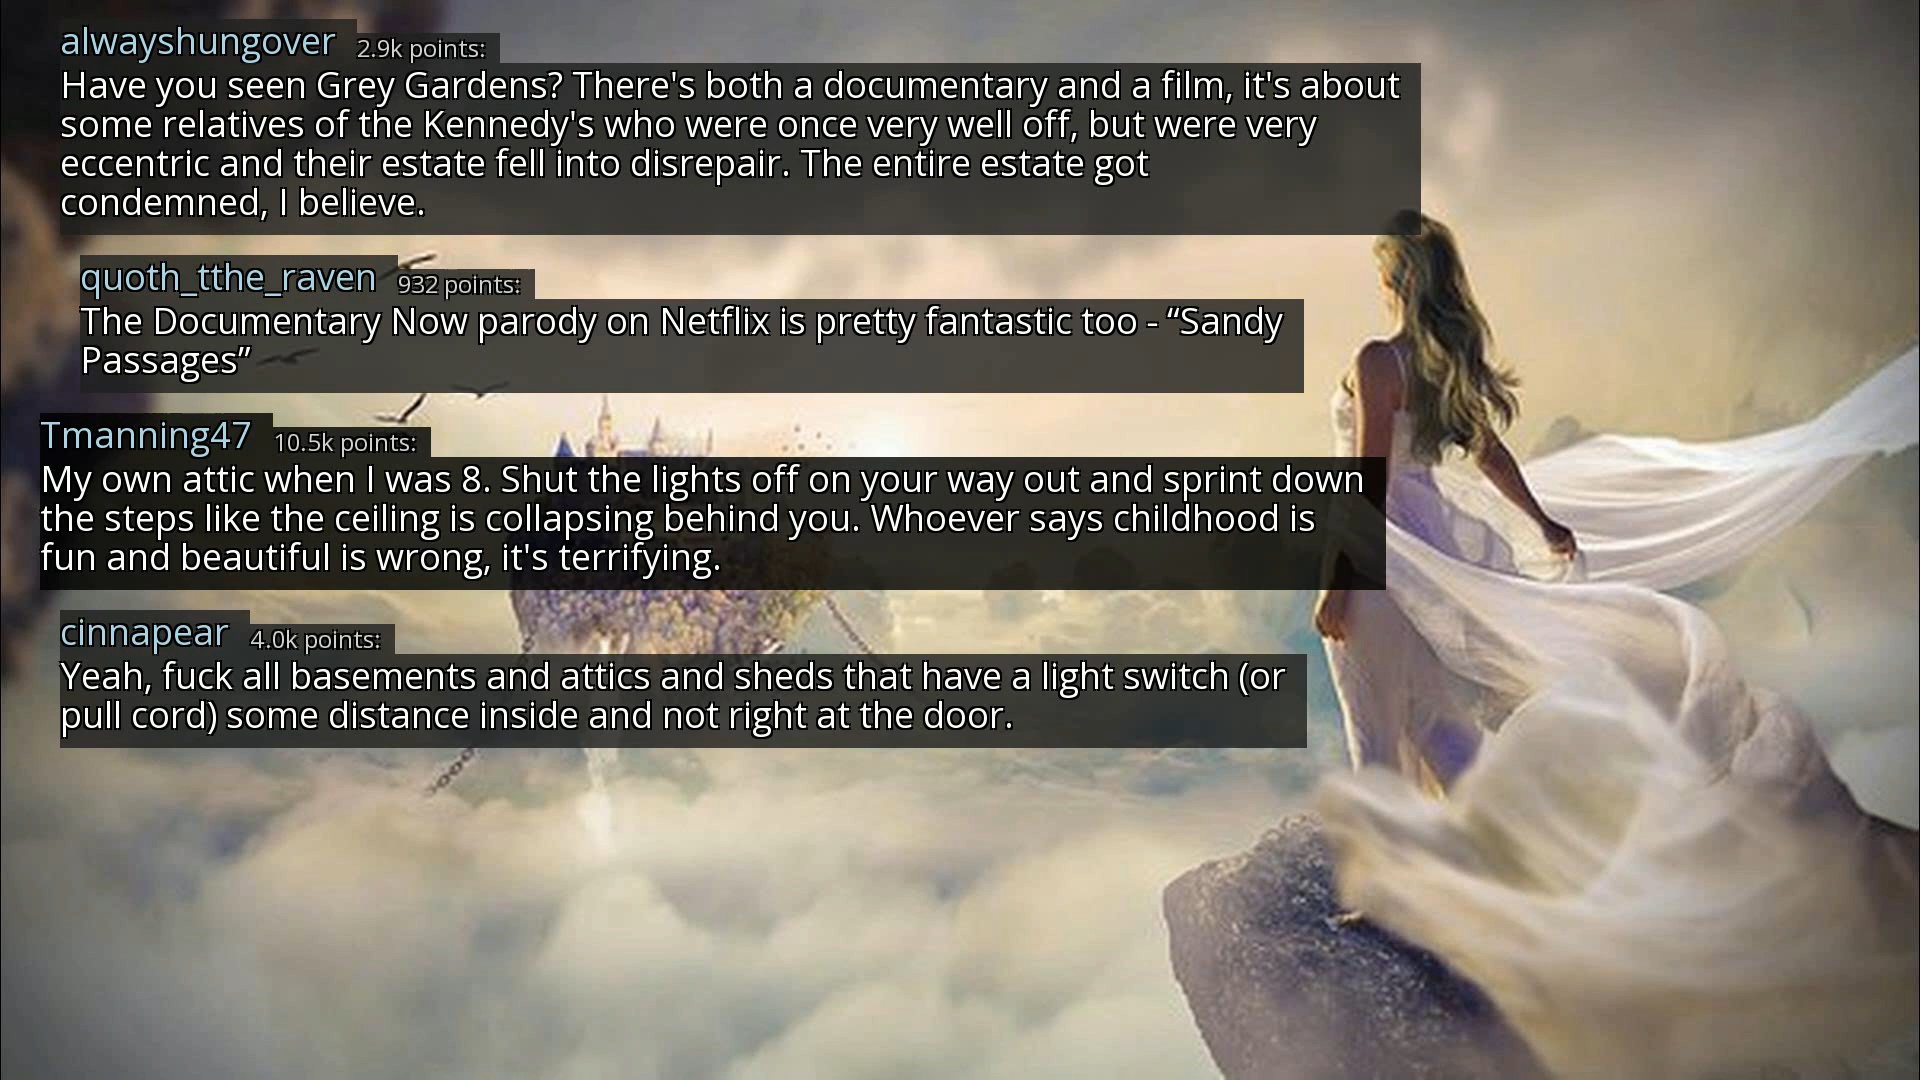 alwayshungover 2.9k points:
Have you seen Grey Gardens? There's both a documentary and a film, it's about
some relatives of the Kennedy's who were once very well off, but were very
eccentric and their estate fell into disrepair. The entire estate got
condemned, I believe.
quoth_tthe_raven 932 points:
The Documentary Now parody on Netflix is pretty fantastic too - “Sandy
Passages”
Tmanning47 10.5k points:
My own attic when I was 8. Shut the lights off on your way out and sprint down
the steps like the ceiling is collapsing behind you. Whoever says childhood is
fun and beautiful is wrong, it's terrifying.
cinnapear 4.0k points:
Yeah, fuck all basements and attics and sheds that have a light switch (or
pull cord) some distance inside and not right at the door.